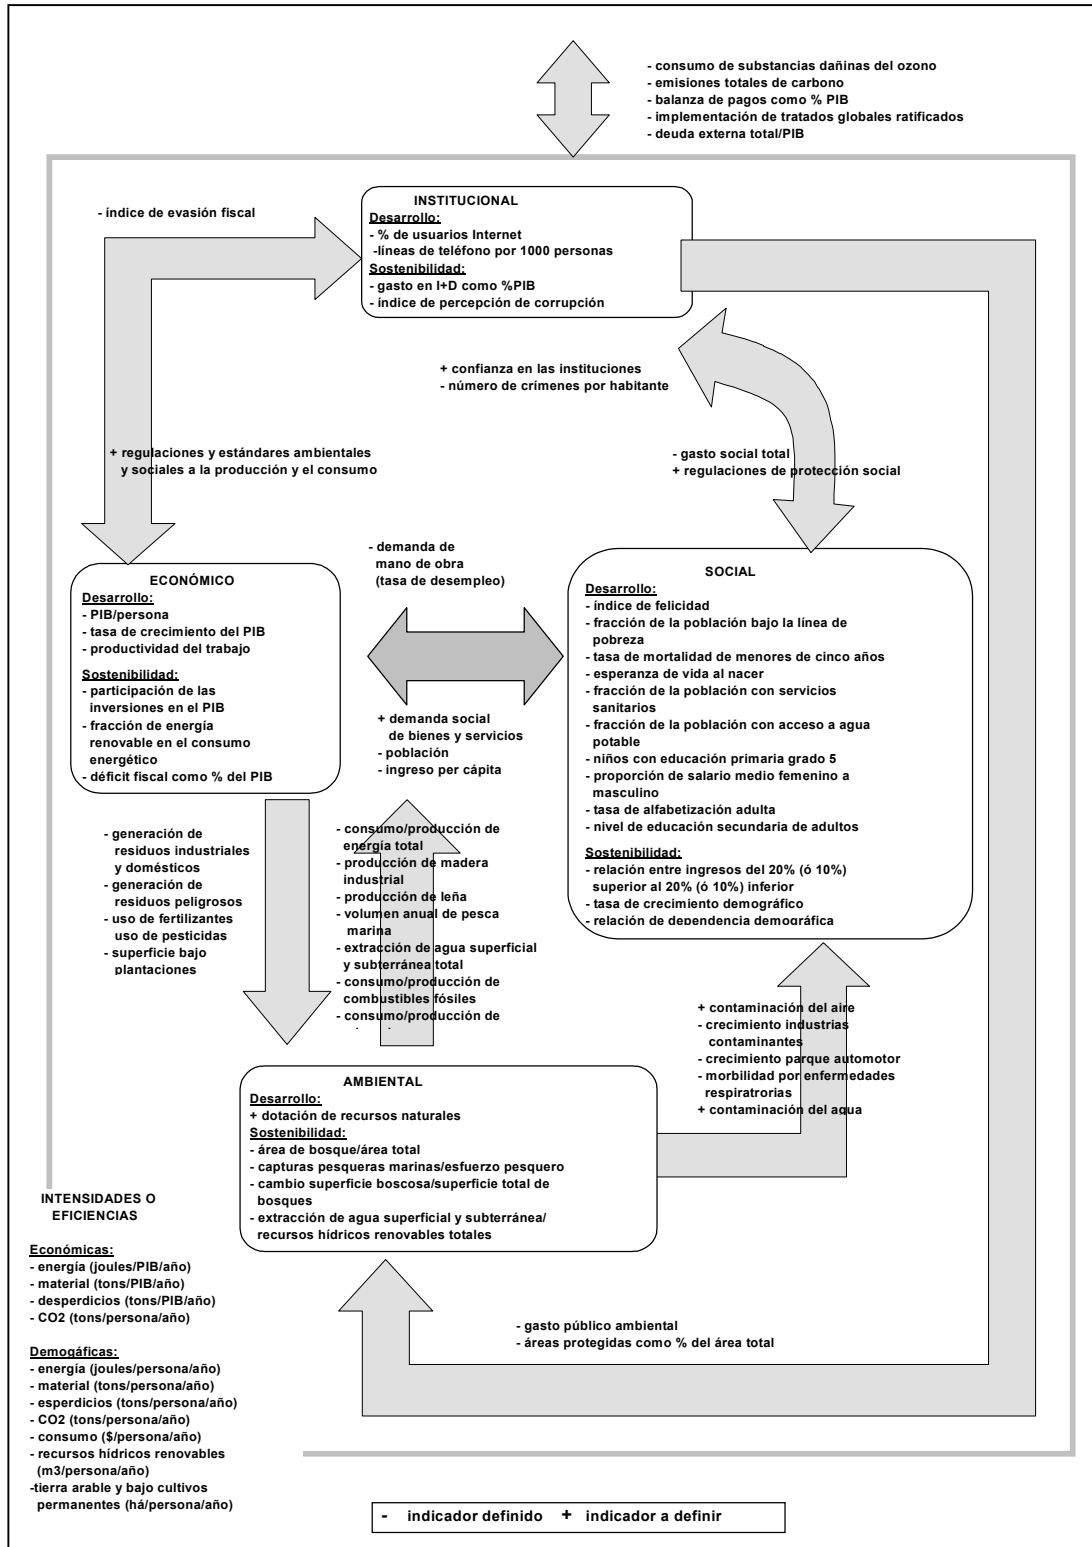 - consumo de substancias dañinas del ozono
- emisiones totales de carbono
- balanza de pagos como % PIB
- implementación de tratados globales ratificados
- deuda externa total/PIB
- índice de evasión fiscal
INSTITUCIONAL
Desarrollo:
- % de usuarios Internet
-líneas de teléfono por 1000 personas
Sostenibilidad:
- gasto en I+D como %PIB
- índice de percepción de corrupción
+ confianza en las instituciones
- número de crímenes por habitante
+ regulaciones y estándares ambientales
y sociales a la producción y el consumo
- gasto social total
+ regulaciones de protección social
- demanda de
mano de obra
(tasa de desempleo)
ECONÓMICO
Desarrollo:
- PIB/persona
- tasa de crecimiento del PIB
- productividad del trabajo
Sostenibilidad:
- participación de las
inversiones en el PIB
- fracción de energía
renovable en el consumo
energético
- déficit fiscal como % del PIB
+ demanda social
de bienes y servicios
- población
- ingreso per cápita
SOCIAL
Desarrollo:
- índice de felicidad
- fracción de la población bajo la línea de
pobreza
- tasa de mortalidad de menores de cinco años
- esperanza de vida al nacer
- fracción de la población con servicios
sanitarios
- fracción de la población con acceso a agua
potable
- niños con educación primaria grado 5
- proporción de salario medio femenino a
masculino
- tasa de alfabetización adulta
- nivel de educación secundaria de adultos
Sostenibilidad:
- relación entre ingresos del 20% (ó 10%)
superior al 20% (ó 10%) inferior
- tasa de crecimiento demográfico
- relación de dependencia demográfica
- generación de
residuos industriales
y domésticos
- generación de
residuos peligrosos
- uso de fertilizantes
uso de pesticidas
- superficie bajo
plantaciones
- consumo/producción de
energía total
- producción de madera
industrial
- producción de leña
- volumen anual de pesca
marina
- extracción de agua superficial
y subterránea total
- consumo/producción de
combustibles fósiles
- consumo/producción de
+ contaminación del aire
- crecimiento industrias
contaminantes
- crecimiento parque automotor
- morbilidad por enfermedades
respiratrorias
+ contaminación del agua
AMBIENTAL
Desarrollo:
+ dotación de recursos naturales
Sostenibilidad:
- área de bosque/área total
- capturas pesqueras marinas/esfuerzo pesquero
- cambio superficie boscosa/superficie total de
bosques
- extracción de agua superficial y subterránea/
recursos hídricos renovables totales
INTENSIDADES O
EFICIENCIAS
Económicas:
- energía (joules/PIB/año)
- material (tons/PIB/año)
- desperdicios (tons/PIB/año)
- CO2 (tons/persona/año)
Demogáficas:
- energía (joules/persona/año)
- material (tons/persona/año)
- esperdicios (tons/persona/año)
- CO2 (tons/persona/año)
- consumo ($/persona/año)
- recursos hídricos renovables
(m3/persona/año)
-tierra arable y bajo cultivos
permanentes (há/persona/año)
- gasto público ambiental
- áreas protegidas como % del área total
- indicador definido + indicador a definir